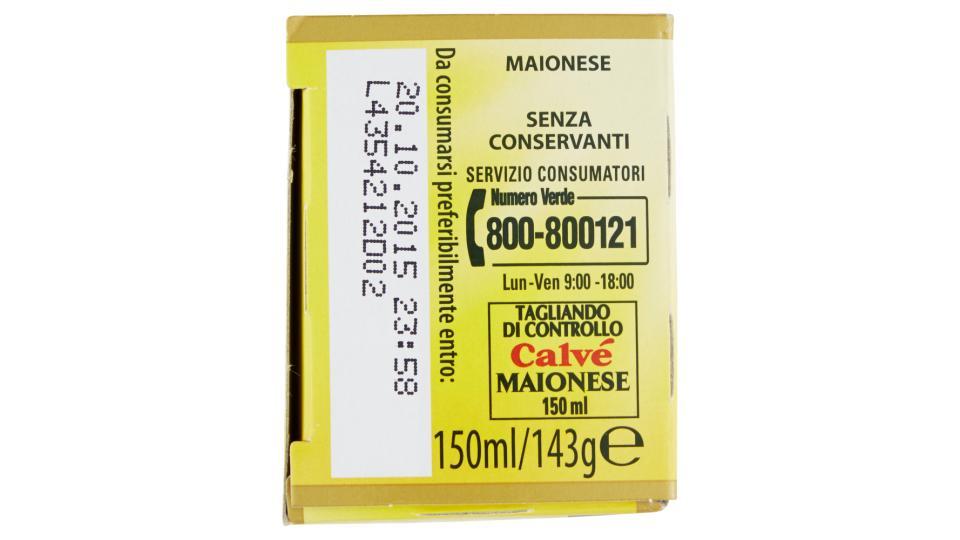 MAIONESE
SENZA
CONSERVANTI
SERVIZIO CONSUMATORI
Numero Verde
800-800121
Lun-Ven 9:00 -18:00
TAGLIANDO
DI CONTROLLO
Calvé
MAIONESE
150 ml
150ml/143g℮
Da consumarsi preferibilmente entro:
20.10.2015 23:58
L435421D002